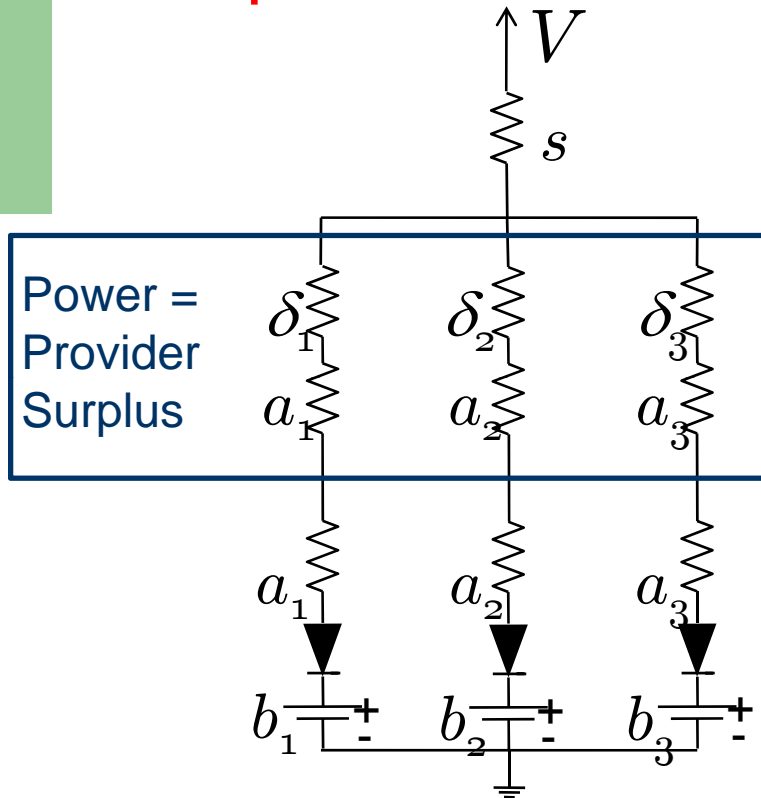 V
s
Power =
Provider
Surplus
δ₁ δ₂ δ₃
a₁ a₂ a₃
a₁ a₂ a₃
b₁ + - b₂ + - b₃ + -